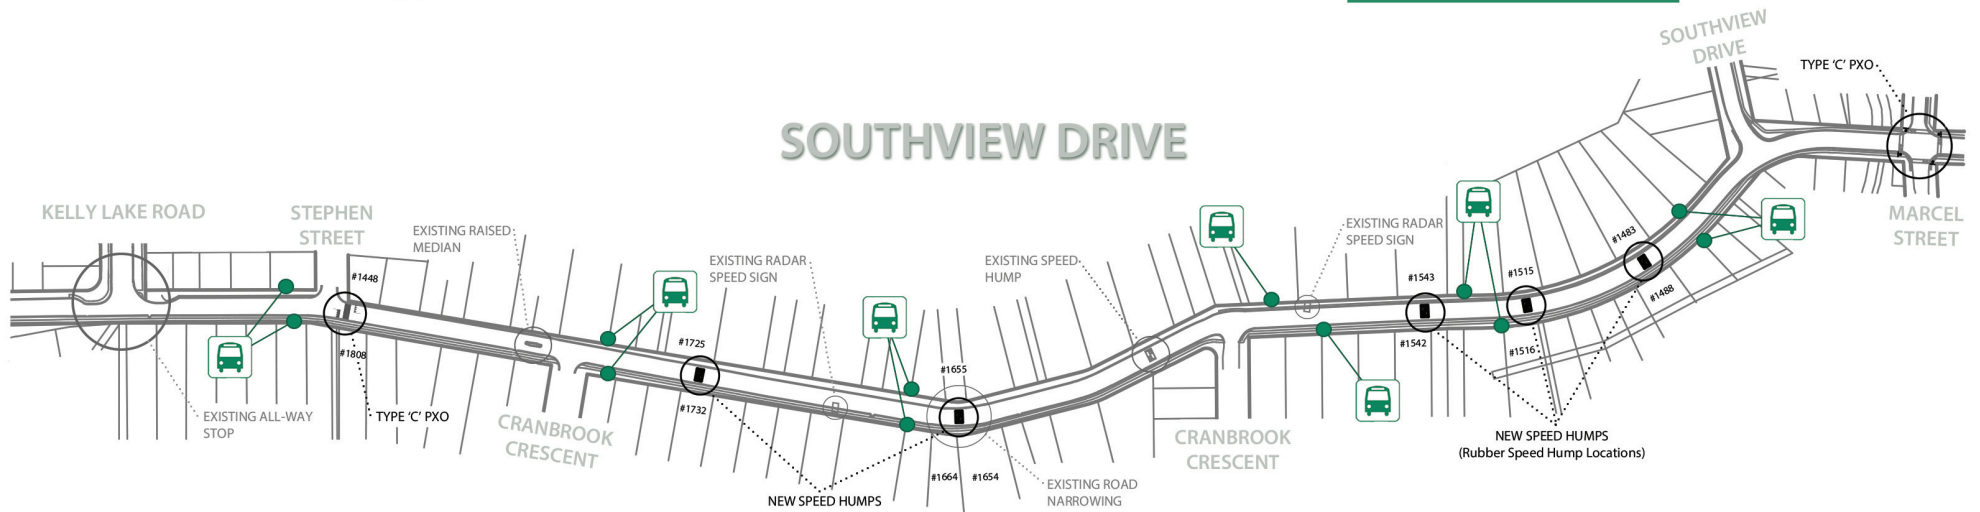 SOUTHVIEW
DRIVE
TYPE 'C' PXO
SOUTHVIEW DRIVE
KELLY LAKE ROAD
STEPHEN
STREET
EXISTING RAISED
MEDIAN
#1448
#1808
EXISTING ALL-WAY
STOP
TYPE 'C' PXO
CRANBROOK
CRESCENT
EXISTING RADAR
SPEED SIGN
#1725
#1732
NEW SPEED HUMPS
#1655
#1664
#1654
EXISTING ROAD
NARROWING
EXISTING SPEED
HUMP
CRANBROOK
CRESCENT
EXISTING RADAR
SPEED SIGN
#1543
#1542
#1515
#1516
#1483
#1488
NEW SPEED HUMPS
(Rubber Speed Hump Locations)
MARCEL
STREET